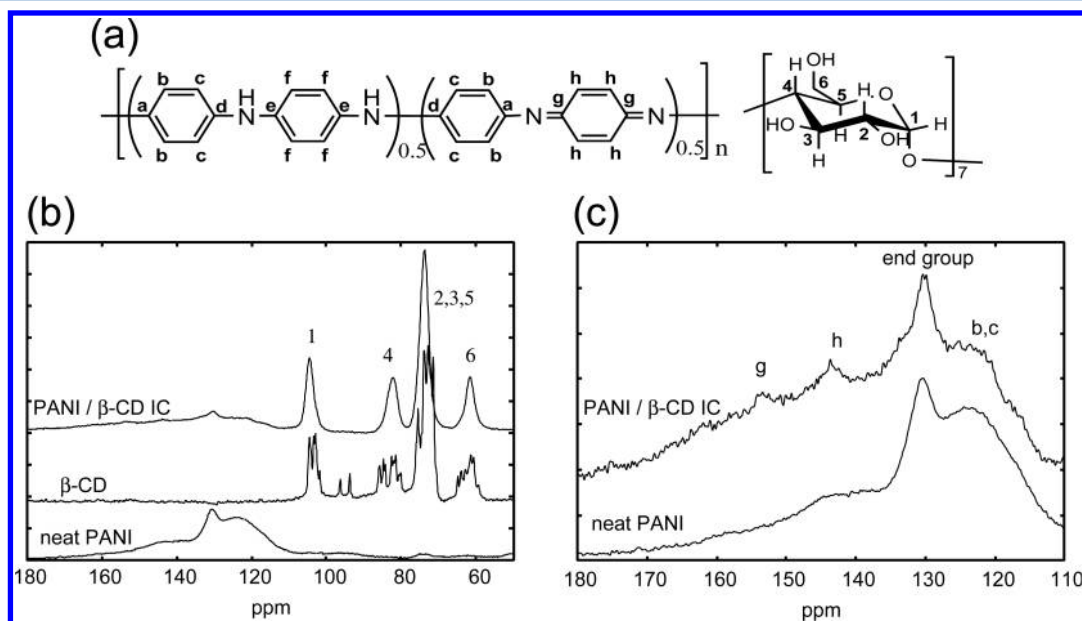 (a)
b c f f c b h h
a d N H e e N H d a N g g N
b c f f c b h h
0.5 0.5 n
H OH 4 6 5 H O 1 H
HO H 3 2 OH
H O 7
(b)
1
4
2,3,5
6
PANI / β-CD IC
β-CD
neat PANI
180 160 140 120 100 80 60
ppm
(c)
end group
g
h
b,c
PANI / β-CD IC
neat PANI
180 170 160 150 140 130 120 110
ppm